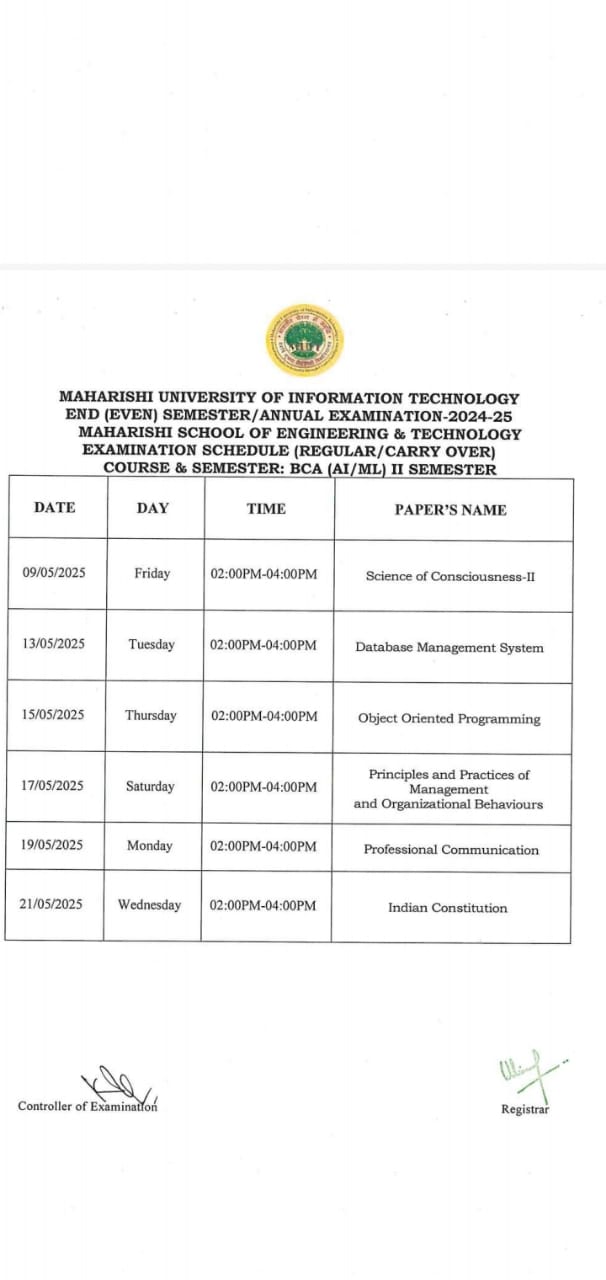 MAHARISHI UNIVERSITY OF INFORMATION TECHNOLOGY
END (EVEN) SEMESTER/ANNUAL EXAMINATION-2024-25
MAHARISHI SCHOOL OF ENGINEERING & TECHNOLOGY
EXAMINATION SCHEDULE (REGULAR/CARRY OVER)
COURSE & SEMESTER: BCA (AI/ML) II SEMESTER
DATE DAY TIME PAPER'S NAME
09/05/2025 Friday 02:00PM-04:00PM Science of Consciousness-II
13/05/2025 Tuesday 02:00PM-04:00PM Database Management System
15/05/2025 Thursday 02:00PM-04:00PM Object Oriented Programming
17/05/2025 Saturday 02:00PM-04:00PM Principles and Practices of
Management
and Organizational Behaviours
19/05/2025 Monday 02:00PM-04:00PM Professional Communication
21/05/2025 Wednesday 02:00PM-04:00PM Indian Constitution
Controller of Examination
Registrar